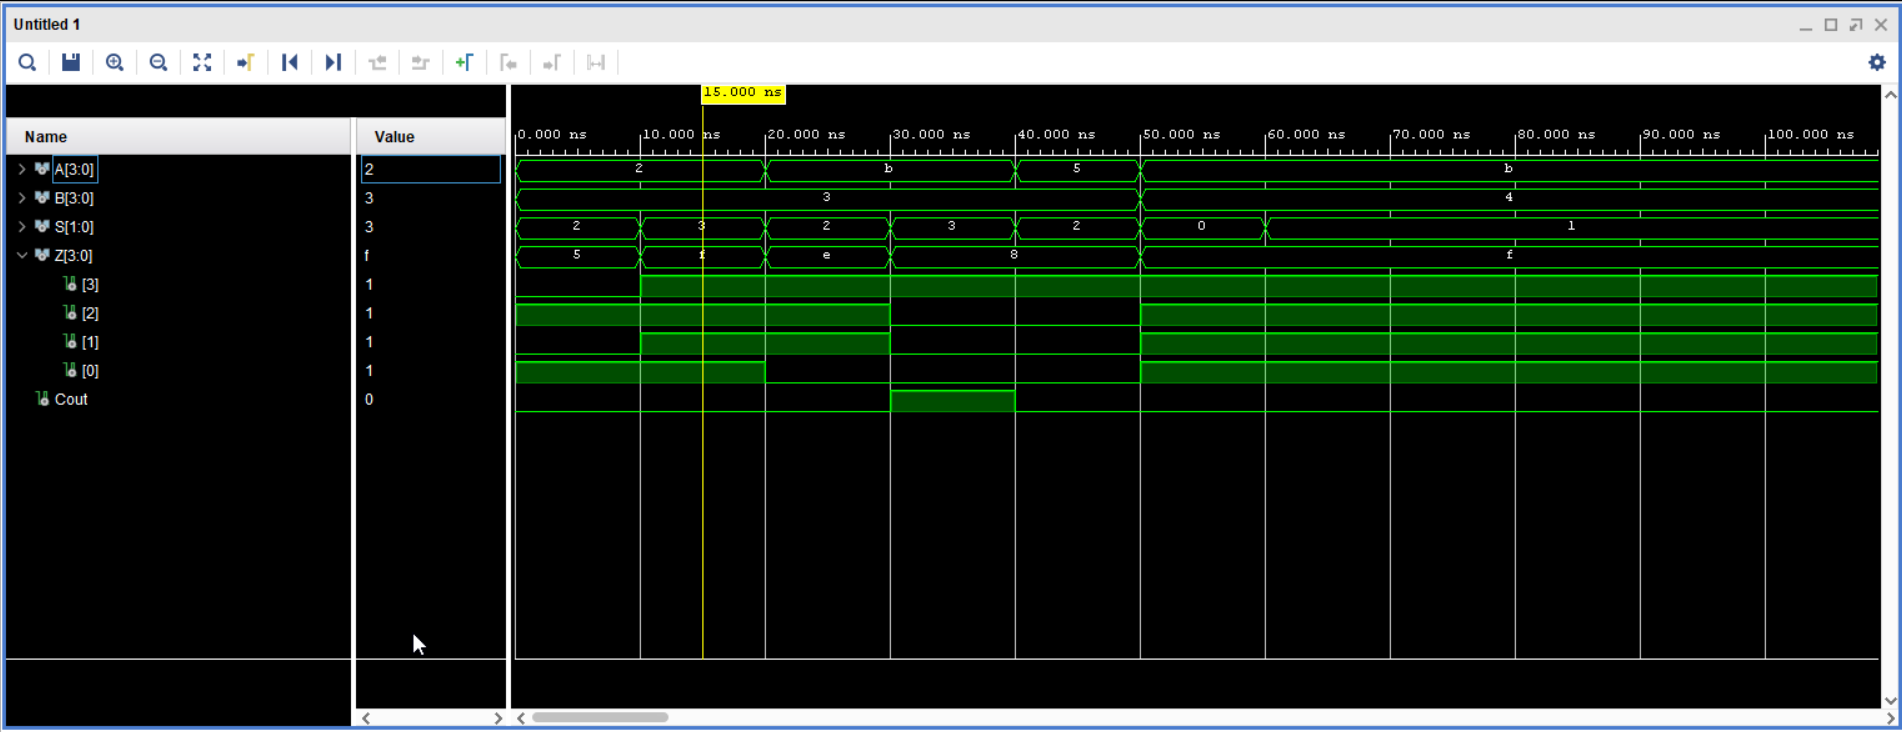 Untitled 1
15.000 ns
Name Value
0.000 ns 10.000 ns 20.000 ns 30.000 ns 40.000 ns 50.000 ns 60.000 ns 70.000 ns 80.000 ns 90.000 ns 100.000 ns
A[3:0] 2 2 b 5 b
B[3:0] 3 3 4
S[1:0] 3 2 3 2 3 2 0 1
Z[3:0] f 5 f e 8 f
[3] 1
[2] 1
[1] 1
[0] 1
Cout 0